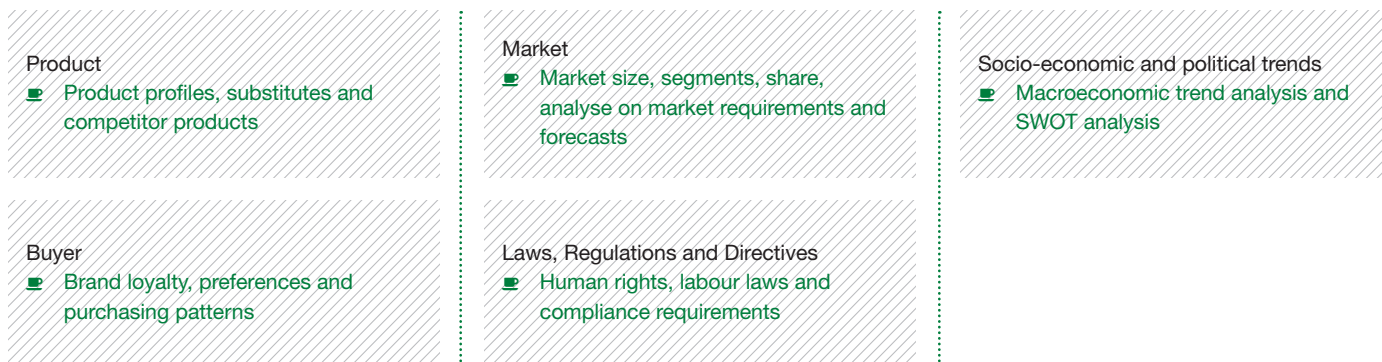 Product
Product profiles, substitutes and
competitor products
Buyer
Brand loyalty, preferences and
purchasing patterns
Market
Market size, segments, share,
analyse on market requirements and
forecasts
Laws, Regulations and Directives
Human rights, labour laws and
compliance requirements
Socio-economic and political trends
Macroeconomic trend analysis and
SWOT analysis